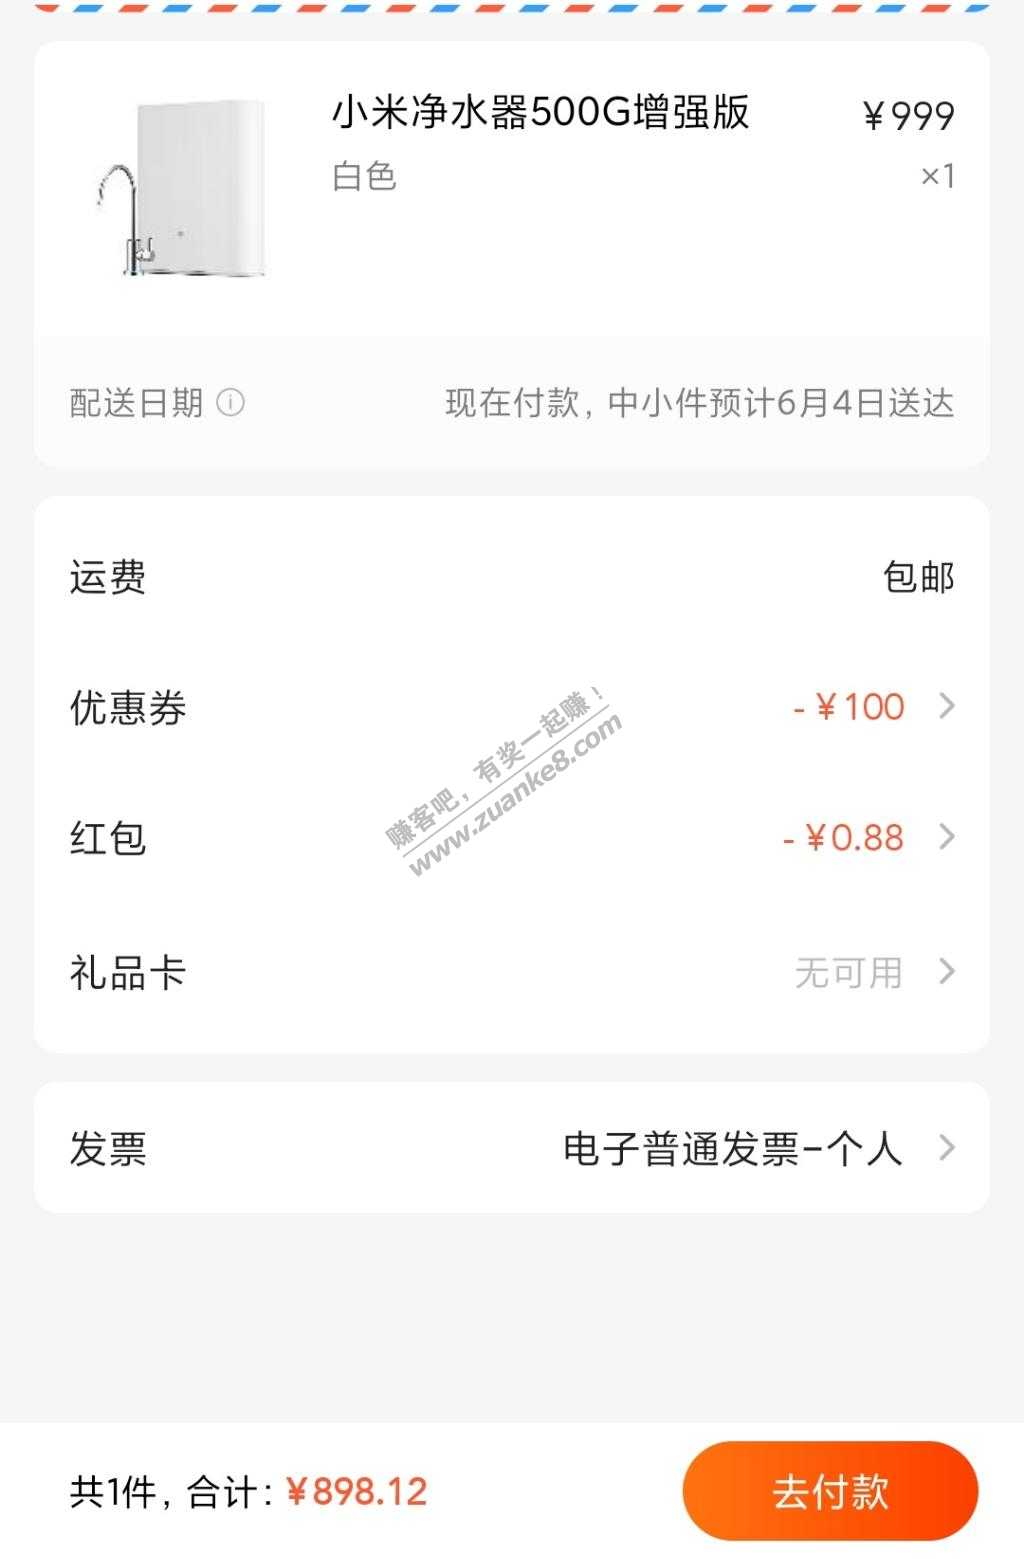 小米净水器500G增强版
¥999
白色
×1
配送日期
现在付款，中小件预计6月4日送达
运费
包邮
优惠券
-¥100
红包
-¥0.88
礼品卡
无可用
赚客吧，有奖一起赚！
www.zuanke8.com
发票
电子普通发票-个人
共1件，合计：¥898.12
去付款